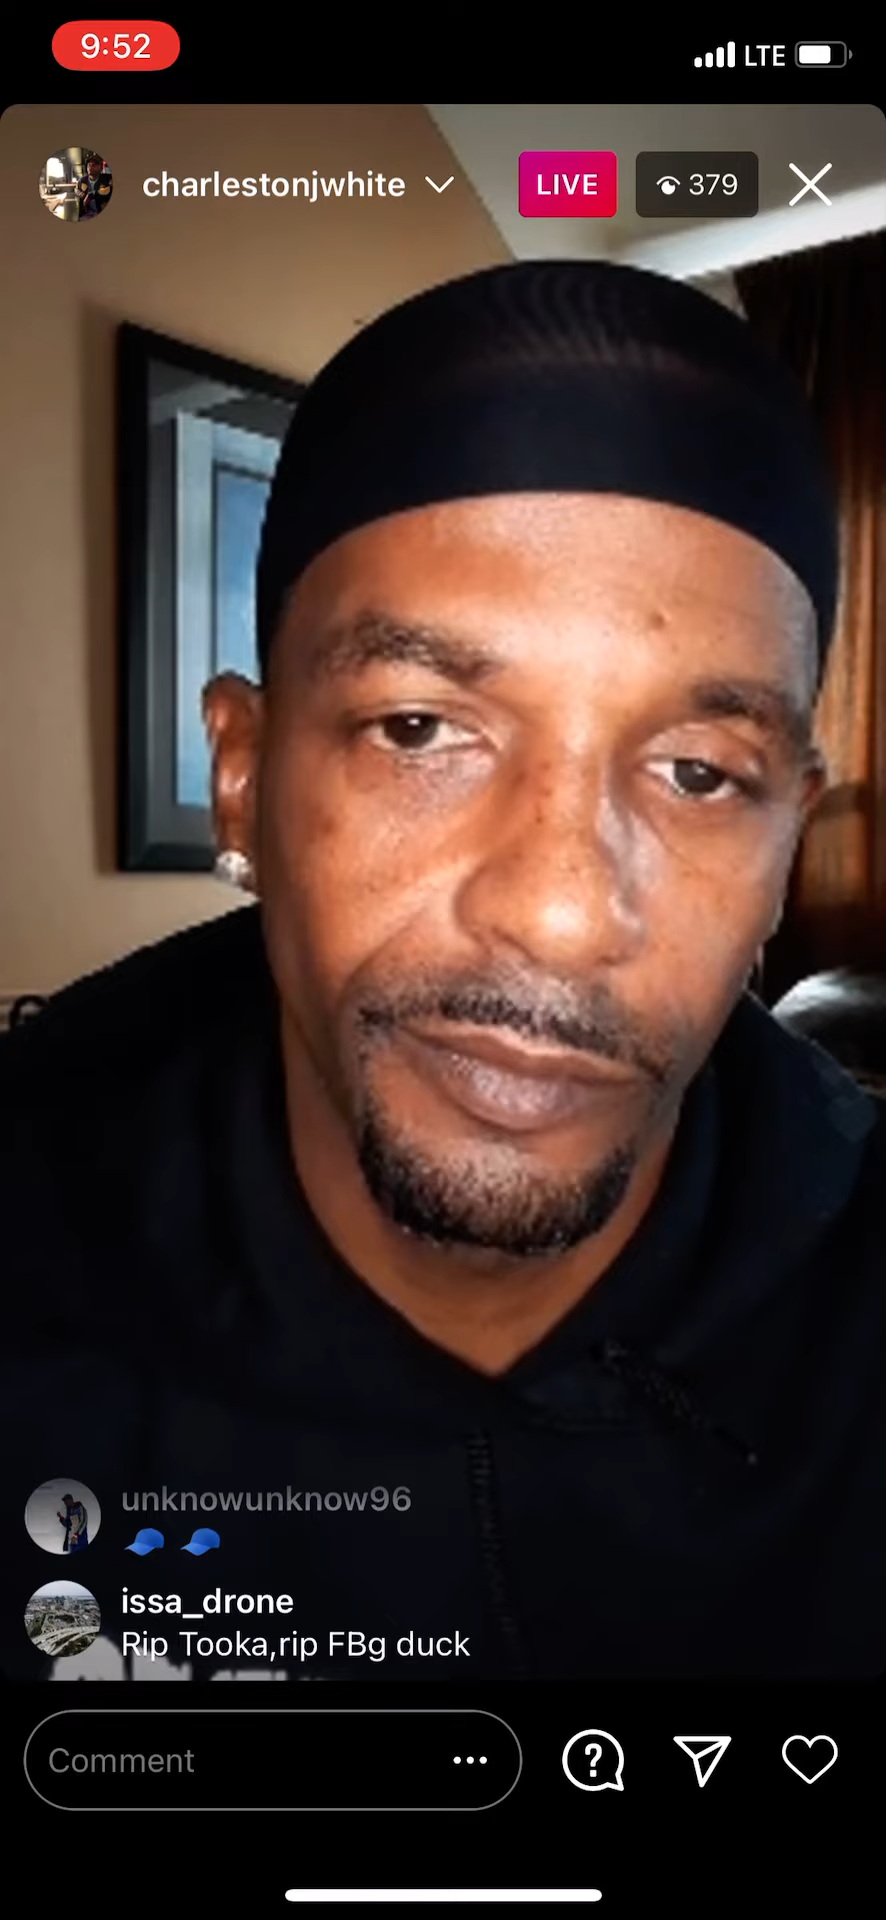 9:52
LTE
charlestonjwhite
LIVE
379
unknowunknow96
issa_drone
Rip Tooka,rip FBg duck
Comment